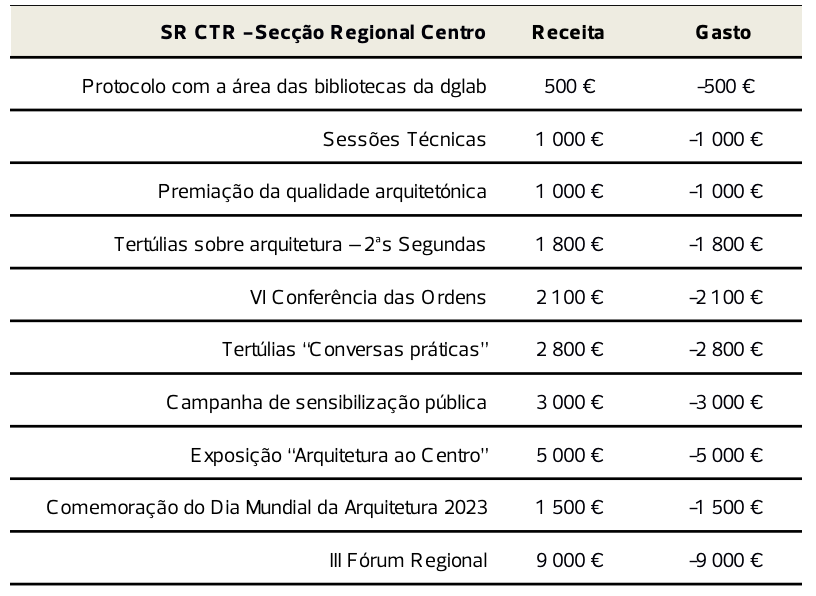 SR CTR –Secção Regional Centro Receita Gasto
Protocolo com a área das bibliotecas da dglab 500 € –500 €
Sessões Técnicas 1 000 € –1 000 €
Premiação da qualidade arquitetónica 1 000 € –1 000 €
Tertúlias sobre arquitetura – 2ªs Segundas 1 800 € –1 800 €
VI Conferência das Ordens 2 100 € –2 100 €
Tertúlias “Conversas práticas” 2 800 € –2 800 €
Campanha de sensibilização pública 3 000 € –3 000 €
Exposição “Arquitetura ao Centro” 5 000 € –5 000 €
Comemoração do Dia Mundial da Arquitetura 2023 1 500 € –1 500 €
III Fórum Regional 9 000 € –9 000 €